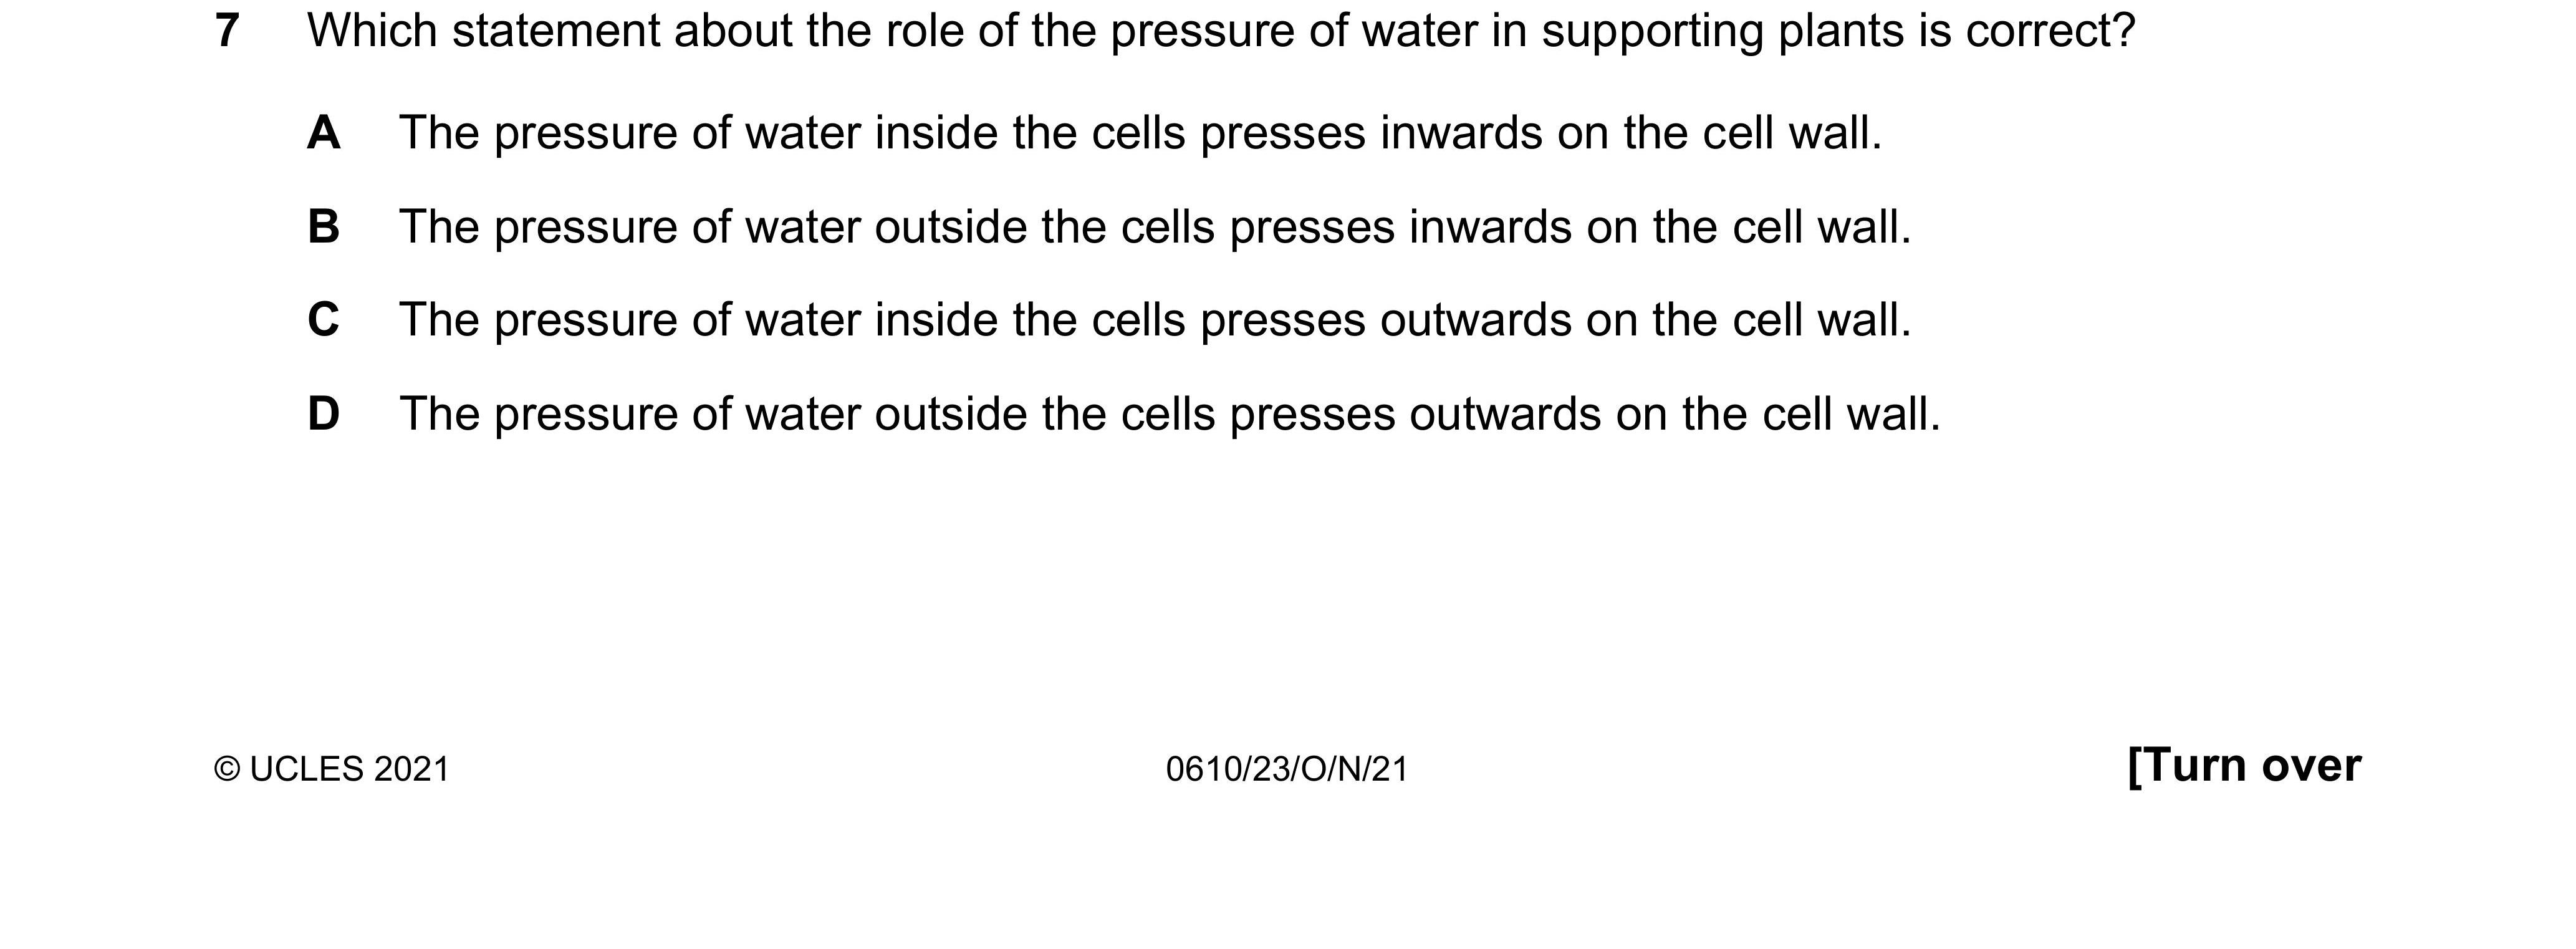 7 Which statement about the role of the pressure of water in supporting plants is correct?
A The pressure of water inside the cells presses inwards on the cell wall.
B The pressure of water outside the cells presses inwards on the cell wall.
C The pressure of water inside the cells presses outwards on the cell wall.
D The pressure of water outside the cells presses outwards on the cell wall.
© UCLES 2021 0610/23/O/N/21 [Turn over